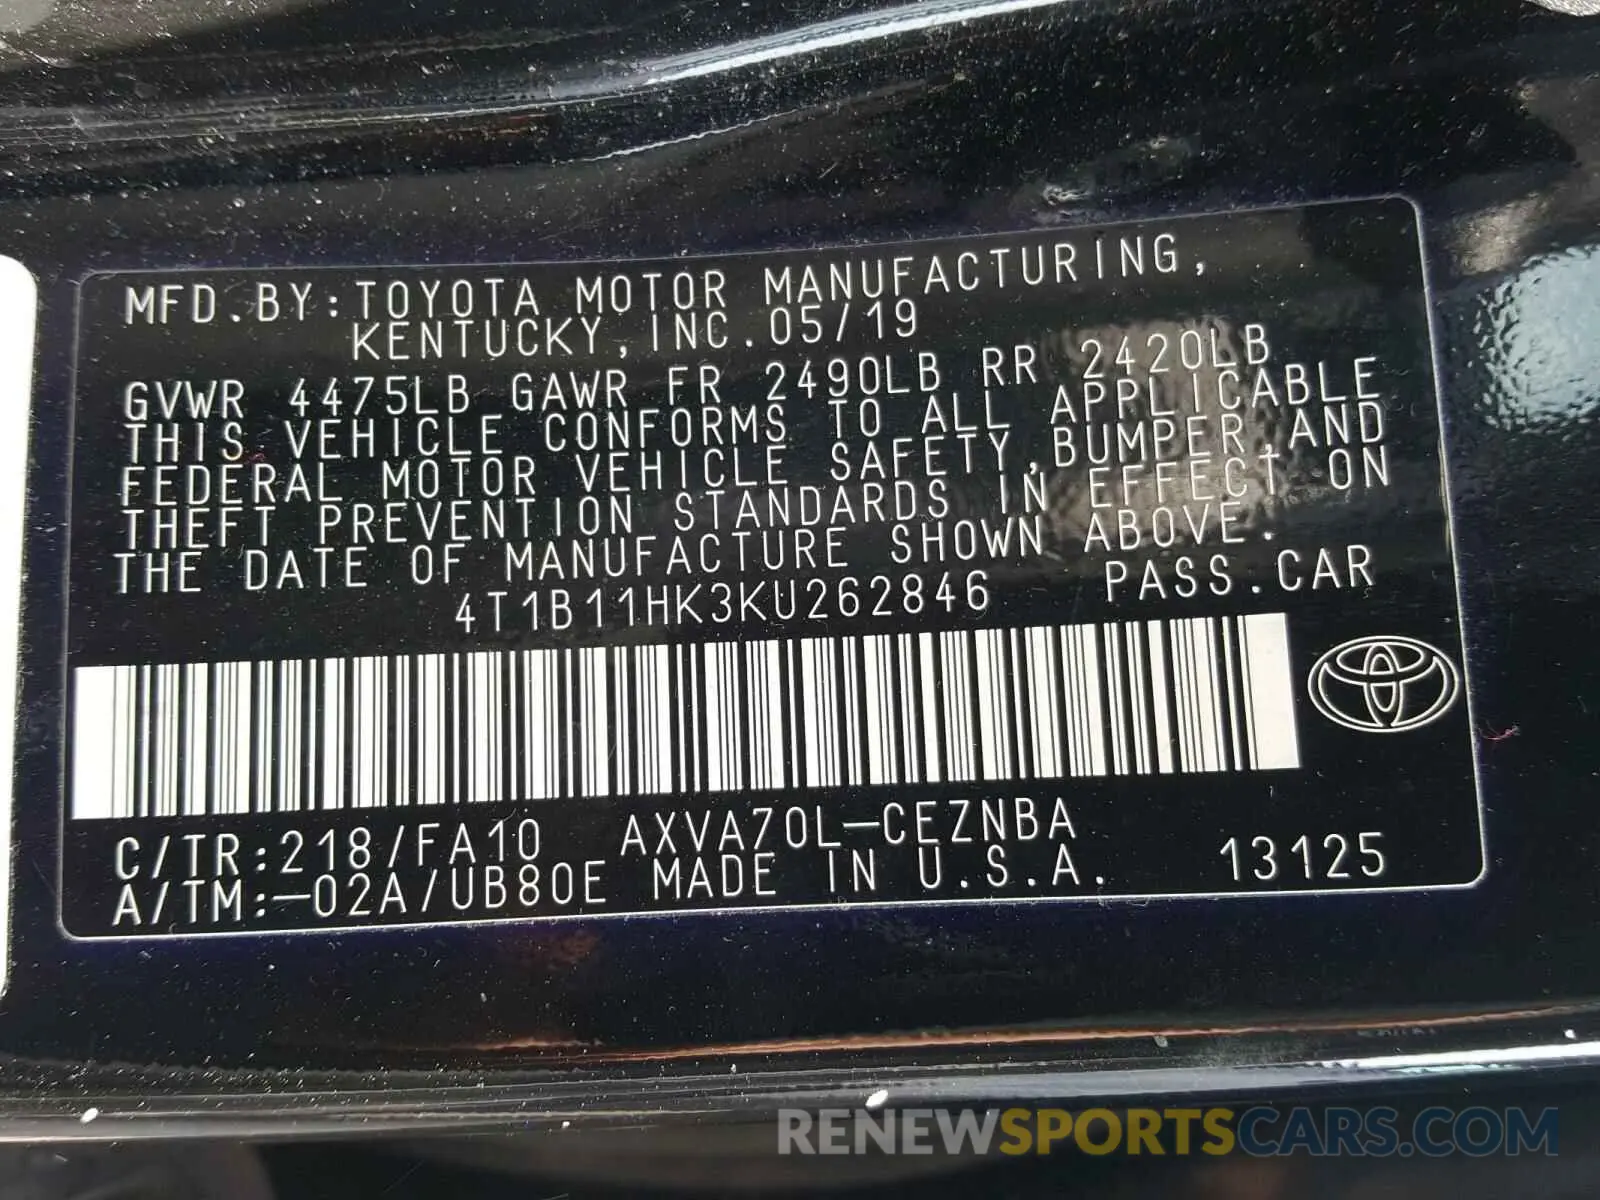 MFD.BY:TOYOTA MOTOR MANUFACTURING,
KENTUCKY,INC.05/19
GVWR 4475LB GAWR FR 2490LB RR 2420LB
THIS VEHICLE CONFORMS TO ALL APPLICABLE
FEDERAL MOTOR VEHICLE SAFETY,BUMPER,AND
THEFT PREVENTION STANDARDS IN EFFECT ON
THE DATE OF MANUFACTURE SHOWN ABOVE.
4T1B11HK3KU262846 PASS.CAR
C/TR:218/FA10 AXVA70L-CEZNBA
A/TM:-02A/UB80E MADE IN U.S.A. 13125
RENEWSPORTSCARS.COM